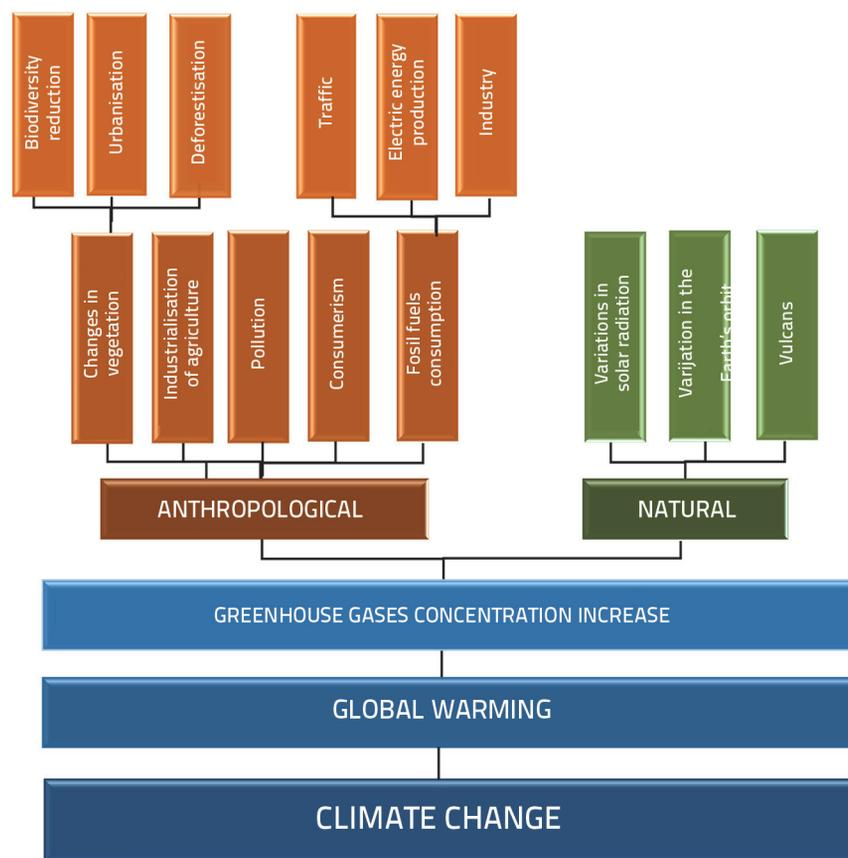 Biodiversity
reduction
Urbanisation
Deforestisation
Traffic
Electric energy
production
Industry
Changes in
vegetation
Industrialisation
of agriculture
Pollution
Consumerism
Fosil fuels
consumption
Variations in
solar radiation
Varijation in the
Earth's orbit
Vulcans
ANTHROPOLOGICAL
NATURAL
GREENHOUSE GASES CONCENTRATION INCREASE
GLOBAL WARMING
CLIMATE CHANGE